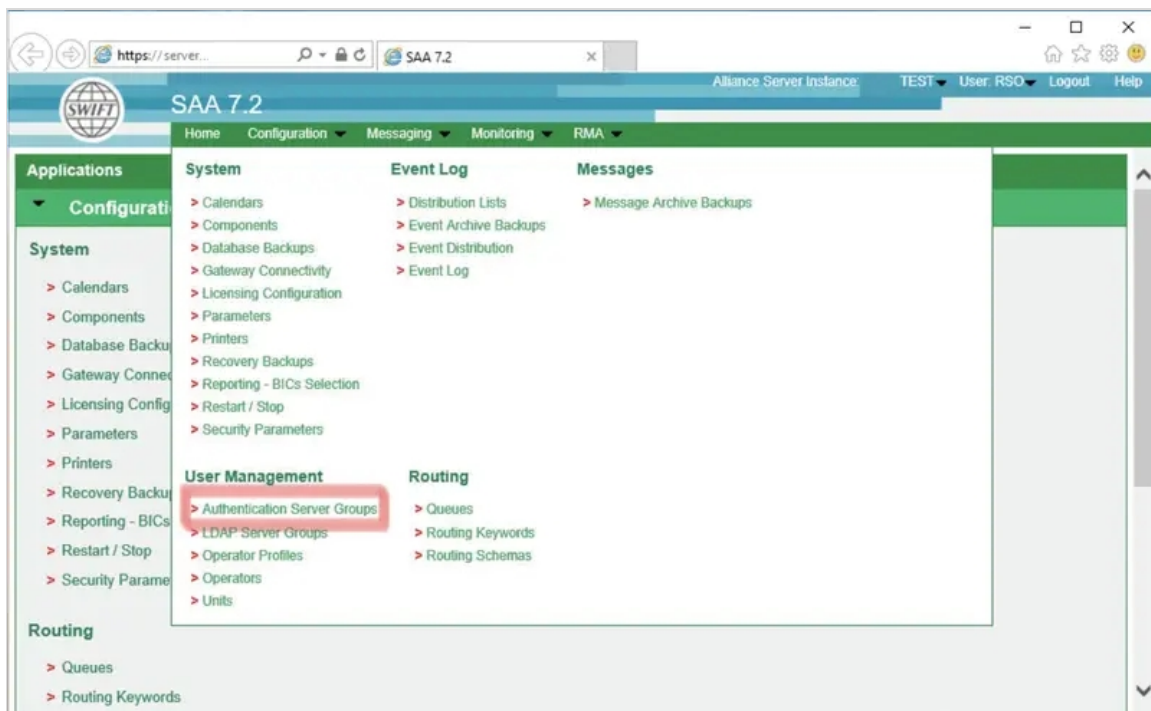 https://server...
SAA 7.2
Alliance Server Instance: TEST User: RSO Logout Help
SWIFT
SAA 7.2
Home Configuration Messaging Monitoring RMA
Applications
Configurati
System
> Calendars
> Components
> Database Backu
> Gateway Connec
> Licensing Config
> Parameters
> Printers
> Recovery Backup
> Reporting - BICs
> Restart / Stop
> Security Parame
Routing
> Queues
> Routing Keywords
System
> Calendars
> Components
> Database Backups
> Gateway Connectivity
> Licensing Configuration
> Parameters
> Printers
> Recovery Backups
> Reporting - BICs Selection
> Restart / Stop
> Security Parameters
Event Log
> Distribution Lists
> Event Archive Backups
> Event Distribution
> Event Log
Messages
> Message Archive Backups
User Management
> Authentication Server Groups
> LDAP Server Groups
> Operator Profiles
> Operators
> Units
Routing
> Queues
> Routing Keywords
> Routing Schemas